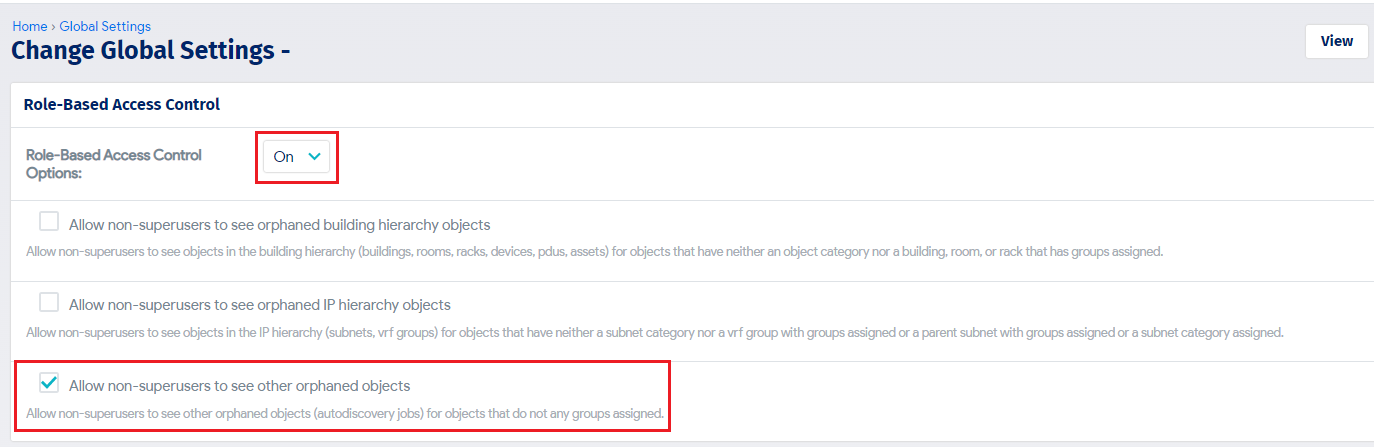 Home › Global Settings
Change Global Settings -
View
Role-Based Access Control
Role-Based Access Control
Options:
On
Allow non-superusers to see orphaned building hierarchy objects
Allow non-superusers to see objects in the building hierarchy (buildings, rooms, racks, devices, pdus, assets) for objects that have neither an object category nor a building, room, or rack that has groups assigned.
Allow non-superusers to see orphaned IP hierarchy objects
Allow non-superusers to see objects in the IP hierarchy (subnets, vrf groups) for objects that have neither a subnet category nor a vrf group with groups assigned or a parent subnet with groups assigned or a subnet category assigned.
Allow non-superusers to see other orphaned objects
Allow non-superusers to see other orphaned objects (autodiscovery jobs) for objects that do not any groups assigned.